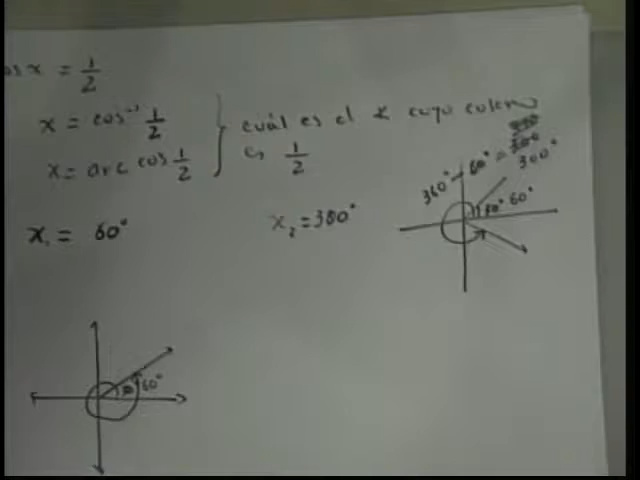 cos x = 1/2
x = cos⁻¹ 1/2
x = arc cos 1/2
cuál es el x cuyo coseno
es 1/2
360° - 60° =
300°
60°
x₁ = 60°
x₂ = 300°
60°